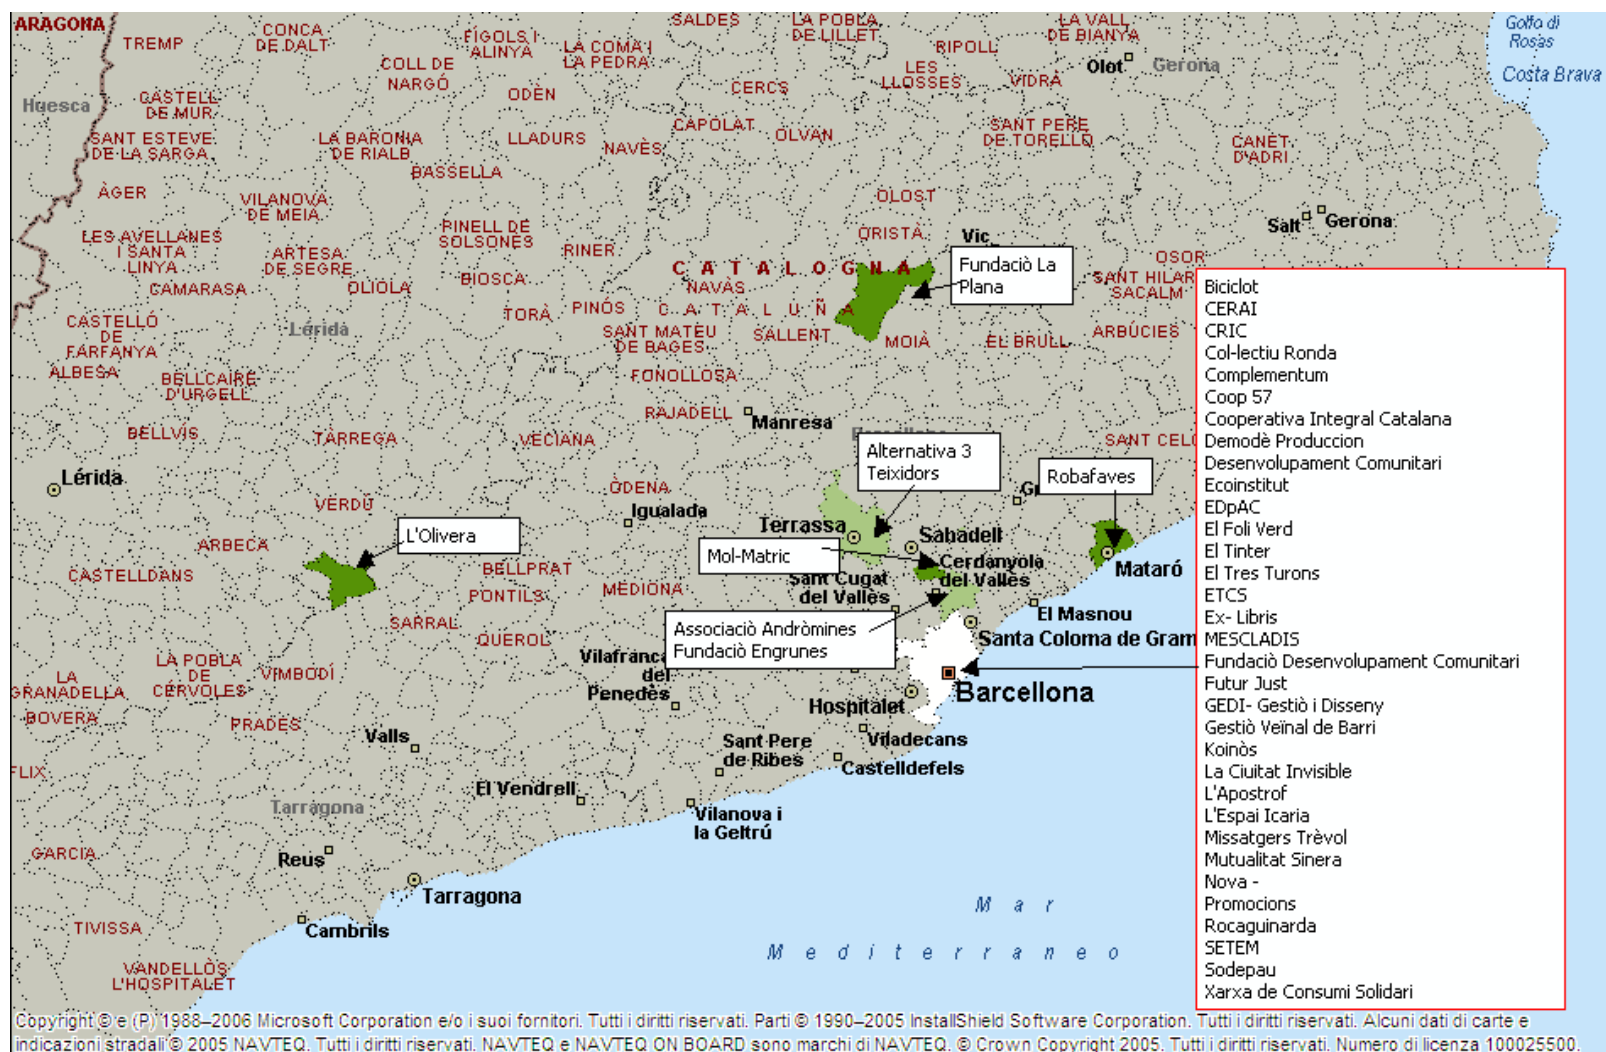 ARAGONA
TREMP
CONCA
DE DALT
FÍGOLS I
ALINYÀ
LA COMA I
LA PEDRA
SALDES
LA POBLA
DE LILLET
LA VALL
DE BIANYA
Golfo di
Rosas
Costa Brava
COLL DE
NARGÓ
ODÈN
CERCS
LES
LLOSSES
RIPOLL
VIDRÀ
Olot
Gerona
Huesca
CASTELL
DE MUR
SANT ESTEVE
DE LA SARGA
LA BARONIA
DE RIALB
LLADURS
NAVÈS
CAPOLAT
OLVAN
SANT PERE
DE TORELLÓ
CANET
D'ADRI
BASSELLA
ÀGER
VILANOVA
DE MEIÀ
OLOST
PINELL DE
SOLSONÈS
RINER
ORISTÀ
Vic
Salt
Gerona
LES AVELLANES
I SANTA
LINYA
ARTESA
DE SEGRE
BIOSCA
CATALOGNA
NAVÀS
Fundaciò La
Plana
OSOR
SANT HILAR
SACALM
CAMARASA
OLIOLA
TORÀ
PINÓS
CATALUÑA
CASTELLÓ
DE
FARFANYA
Lérida
SANT MATEU
DE BAGES
SALLENT
MOIÀ
EL BRULL
ARBÚCIES
ALBESA
BELLCAIRE
D'URGELL
FONOLLOSA
RAJADELL
Manresa
BELLVÍS
TÀRREGA
VECIANA
SANT CELO
Alternativa 3
Teixidors
Robafaves
Lérida
VERDÚ
ÒDENA
Igualada
G
L'Olivera
Terrassa
Sabadell
ARBECA
Mol-Matric
Cerdanyola
del Vallès
Mataró
CASTELLDANS
BELLPRAT
PONTILS
MEDIONA
Sant Cugat
del Vallès
El Masnou
SARRAL
QUEROL
Associaciò Andròmines
Fundaciò Engrunes
Santa Coloma de Gram
LA
GRANADELLA
LA POBLA
DE
CÉRVOLES
VIMBODÍ
Vilafranca
del
Penedès
Barcellona
Hospitalet
BOVERA
PRADES
Valls
Viladecans
Sant Pere
de Ribes
Castelldefels
FLIX
Tarragona
El Vendrell
Vilanova i
la Geltrú
GARCIA
Reus
Tarragona
Cambrils
TIVISSA
VANDELLÒS
L'HOSPITALET
Mar
Mediterraneo
Biciclot
CERAI
CRIC
Col-lectiu Ronda
Complementum
Coop 57
Cooperativa Integral Catalana
Demodè Produccion
Desenvolupament Comunitari
Ecoinstitut
EDpAC
El Foli Verd
El Tinter
El Tres Turons
ETCS
Ex- Libris
MESCLADIS
Fundaciò Desenvolupament Comunitari
Futur Just
GEDI- Gestiò i Disseny
Gestiò Veïnal de Barri
Koinòs
La Ciuitat Invisible
L'Apostrof
L'Espai Icaria
Missatgers Trèvol
Mutualitat Sinera
Nova -
Promocions
Rocaguinarda
SETEM
Sodepau
Xarxa de Consumi Solidari
Copyright © e (P) 1988–2006 Microsoft Corporation e/o i suoi fornitori. Tutti i diritti riservati. Parti © 1990–2005 InstallShield Software Corporation. Tutti i diritti riservati. Alcuni dati di carte e
indicazioni stradali © 2005 NAVTEQ. Tutti i diritti riservati. NAVTEQ e NAVTEQ ON BOARD sono marchi di NAVTEQ. © Crown Copyright 2005. Tutti i diritti riservati. Numero di licenza 100025500.